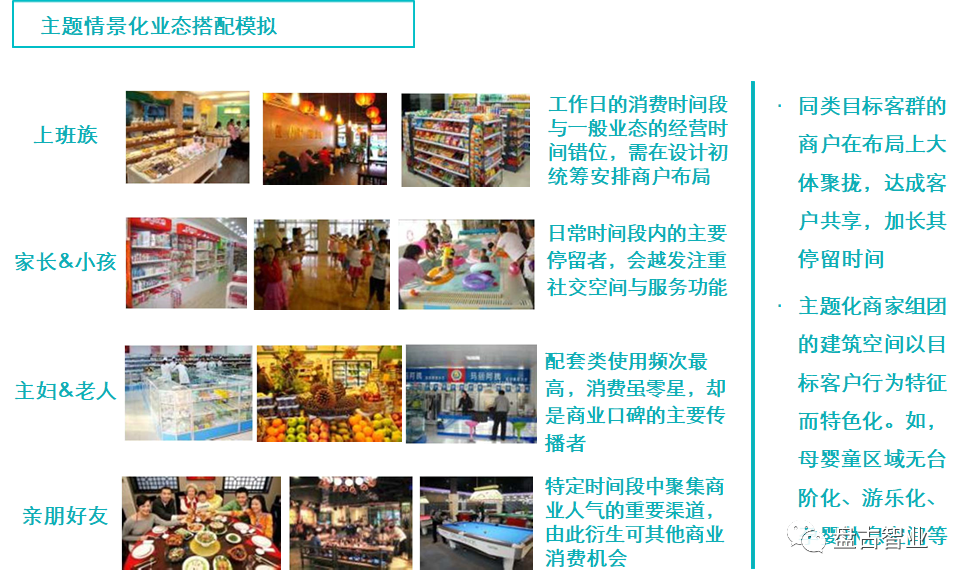 主题情景化业态搭配模拟
上班族
工作日的消费时间段
与一般业态的经营时
间错位，需在设计初
统筹安排商户布局
家长&小孩
日常时间段内的主要
停留者，会越发注重
社交空间与服务功能
主妇&老人
配套类使用频次最
高，消费虽零星，却
是商业口碑的主要传
播者
亲朋好友
特定时间段中聚集商
业人气的重要渠道，
由此衍生可其他商业
消费机会
· 同类目标客群的
商户在布局上大
体聚拢，达成客
户共享，加长其
停留时间
· 主题化商家组团
的建筑空间以目
标客户行为特征
而特色化。如，
母婴童区域无台
阶化、游乐化、
婴 等
盘古智业